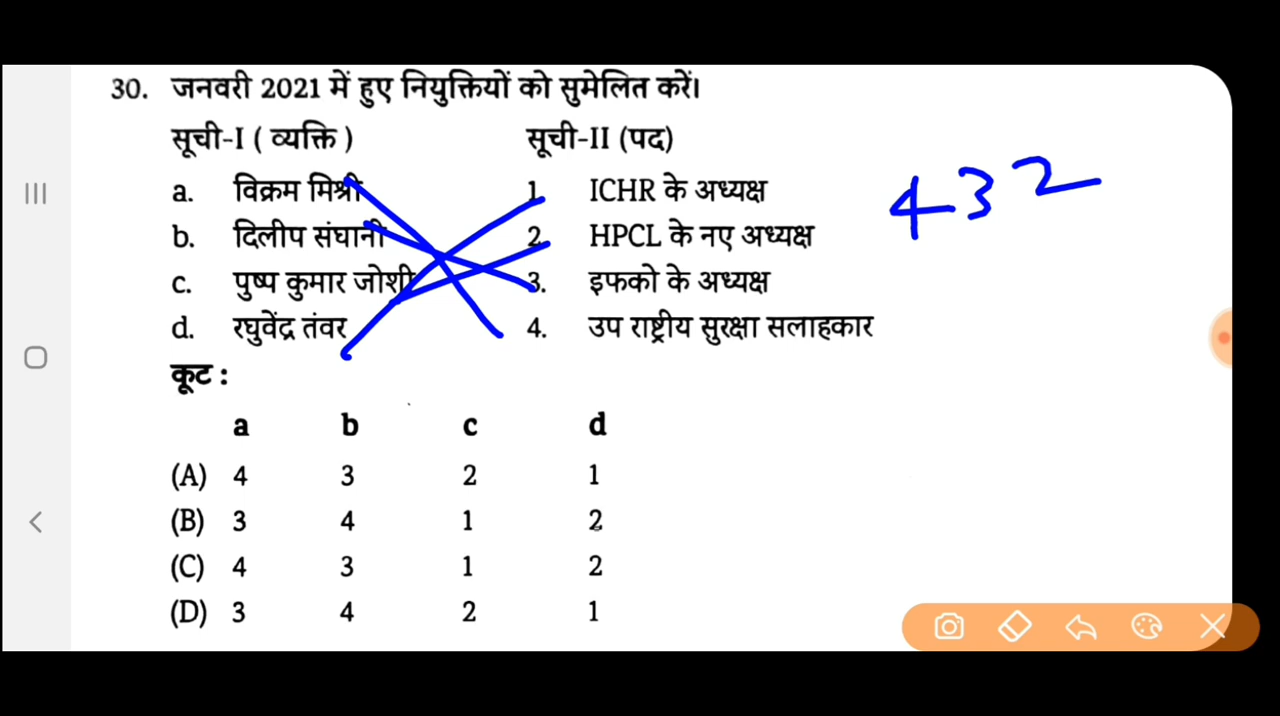 30. जनवरी 2021 में हुए नियुक्तियों को सुमेलित करें।
सूची-I ( व्यक्ति ) सूची-II (पद)
a. विक्रम मिश्री 1. ICHR के अध्यक्ष
b. दिलीप संघानी 2. HPCL के नए अध्यक्ष
c. पुष्प कुमार जोशी 3. इफको के अध्यक्ष
d. रघुवेंद्र तंवर 4. उप राष्ट्रीय सुरक्षा सलाहकार
4 3 2
कूट :
a b c d
(A) 4 3 2 1
(B) 3 4 1 2
(C) 4 3 1 2
(D) 3 4 2 1